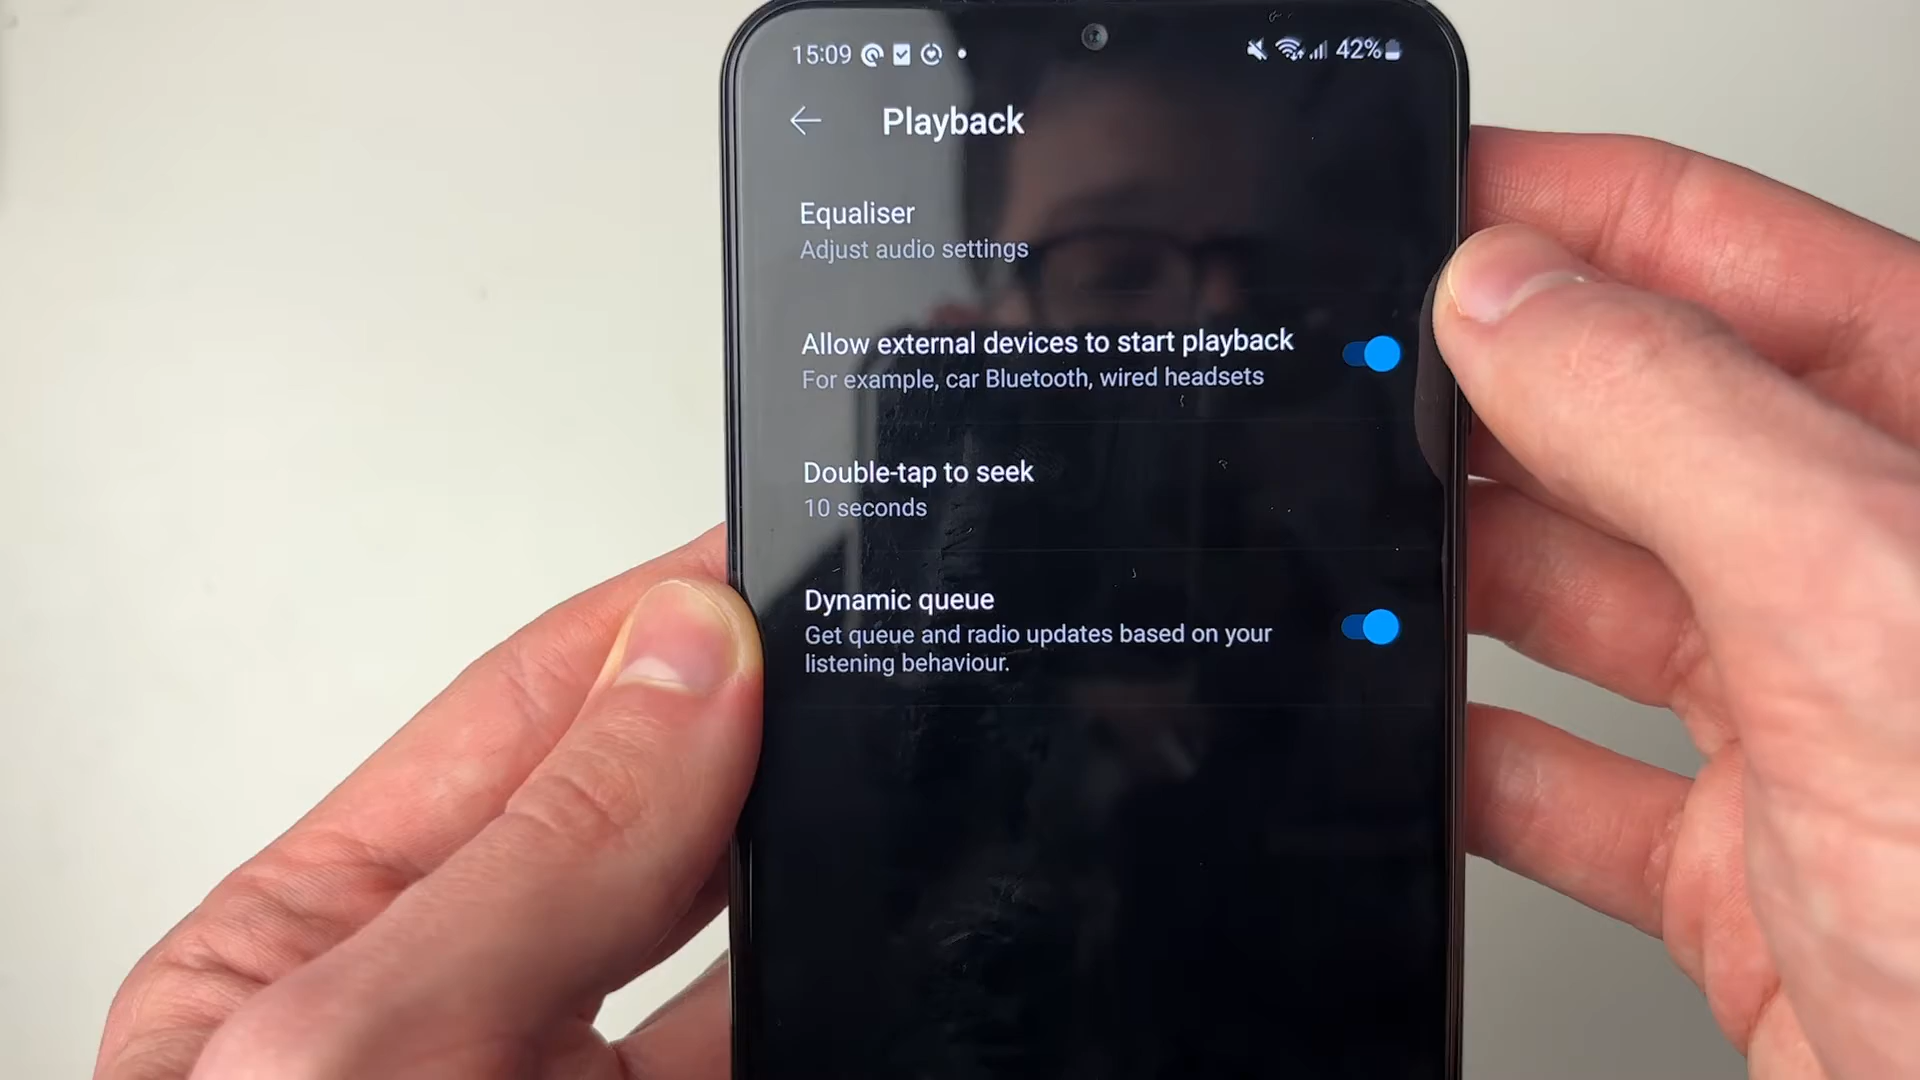 15:09
42%
Playback
Equaliser
Adjust audio settings
Allow external devices to start playback
For example, car Bluetooth, wired headsets
Double-tap to seek
10 seconds
Dynamic queue
Get queue and radio updates based on your
listening behaviour.